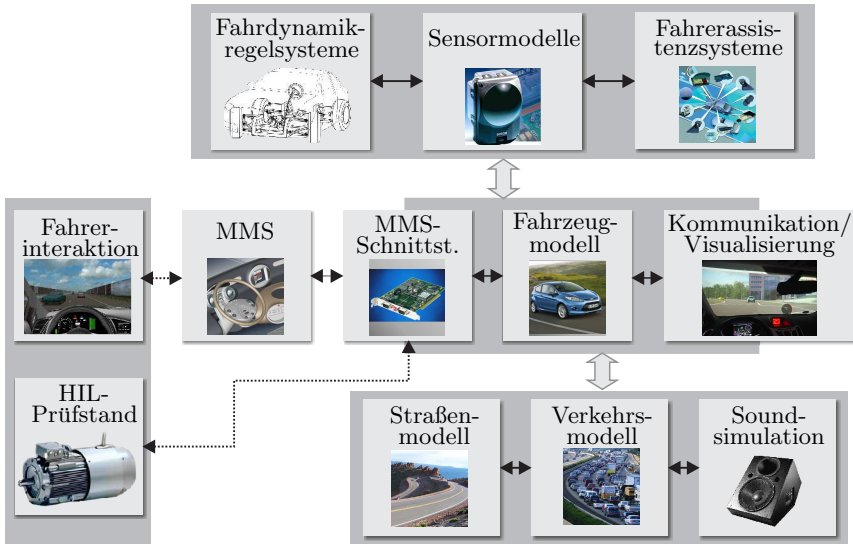 Fahrdynamik-
regelsysteme
Sensormodelle
Fahrerassis-
tenzsysteme
Fahrer-
interaktion
MMS
MMS-
Schnittst.
Fahrzeug-
modell
Kommunikation/
Visualisierung
HIL-
Prüfstand
Straßen-
modell
Verkehrs-
modell
Sound-
simulation